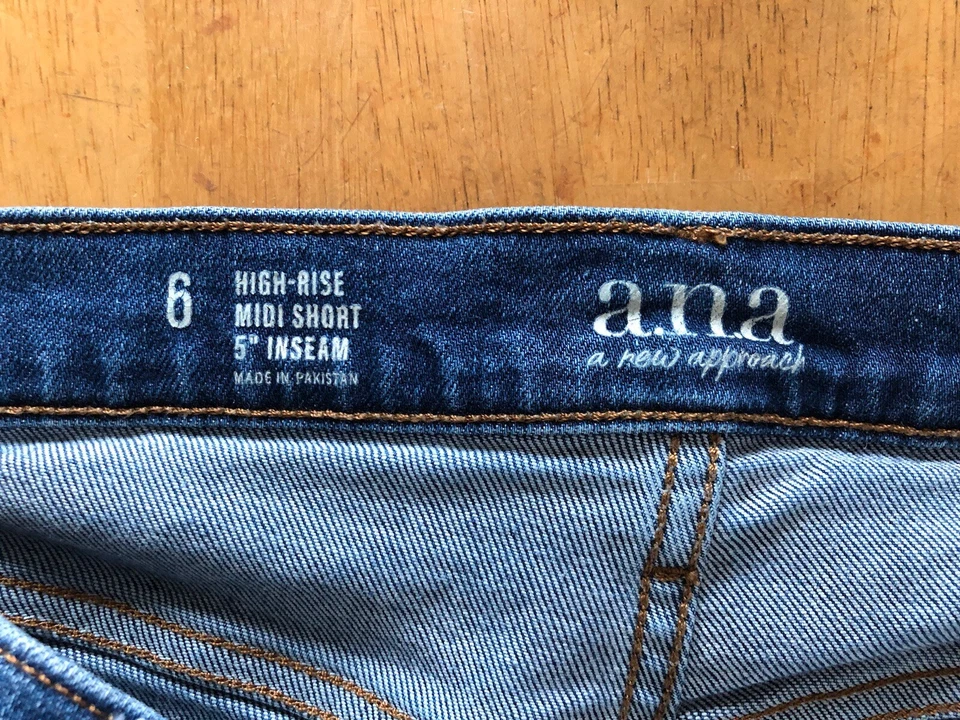 6
HIGH-RISE
MIDI SHORT
5" INSEAM
MADE IN PAKISTAN
a.n.a
a new approach